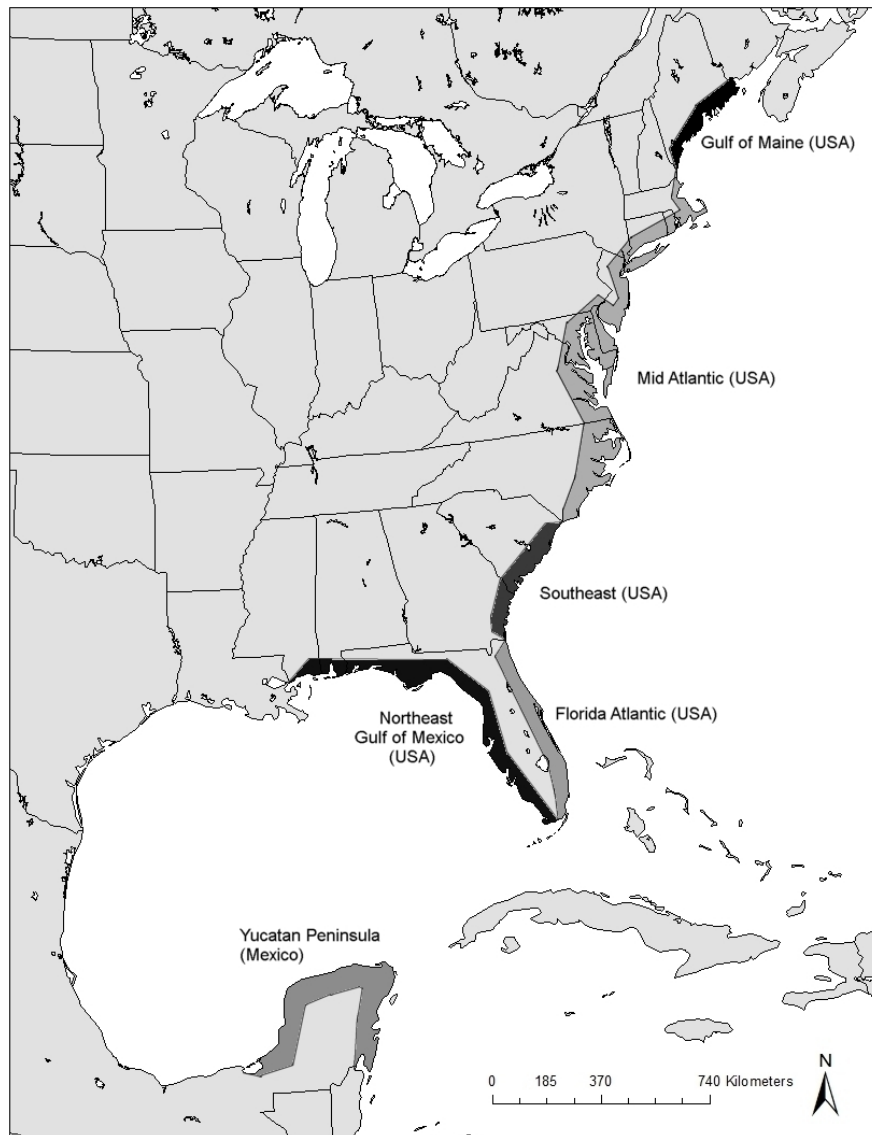 Gulf of Maine (USA)
Mid Atlantic (USA)
Southeast (USA)
Florida Atlantic (USA)
Northeast
Gulf of Mexico
(USA)
Yucatan Peninsula
(Mexico)
N
0 185 370 740 Kilometers